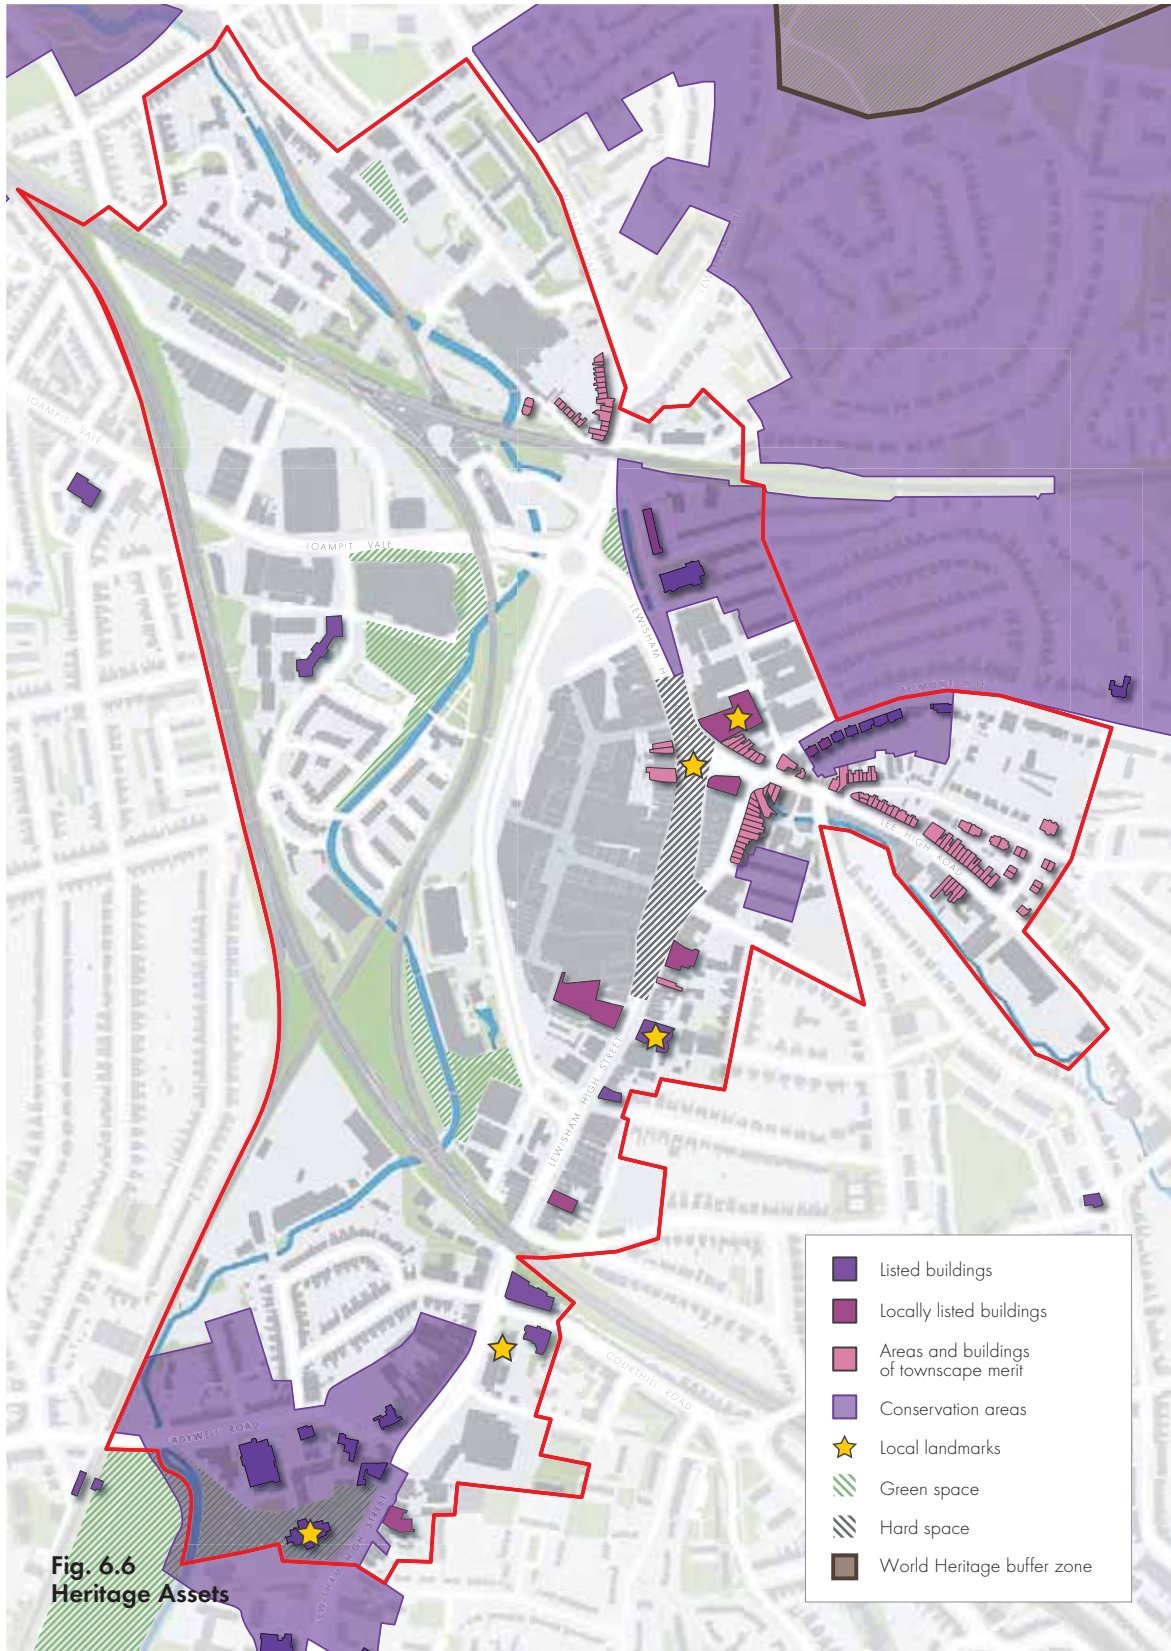 LOAMPIT VALE
LOAMPIT VALE
LEWISHAM H
LEE HIGH ROAD
LEWISHAM HIGH STREET
COURTHILL ROAD
LADYWELL ROAD
Listed buildings
Locally listed buildings
Areas and buildings
of townscape merit
Conservation areas
Local landmarks
Green space
Hard space
World Heritage buffer zone
Fig. 6.6
Heritage Assets